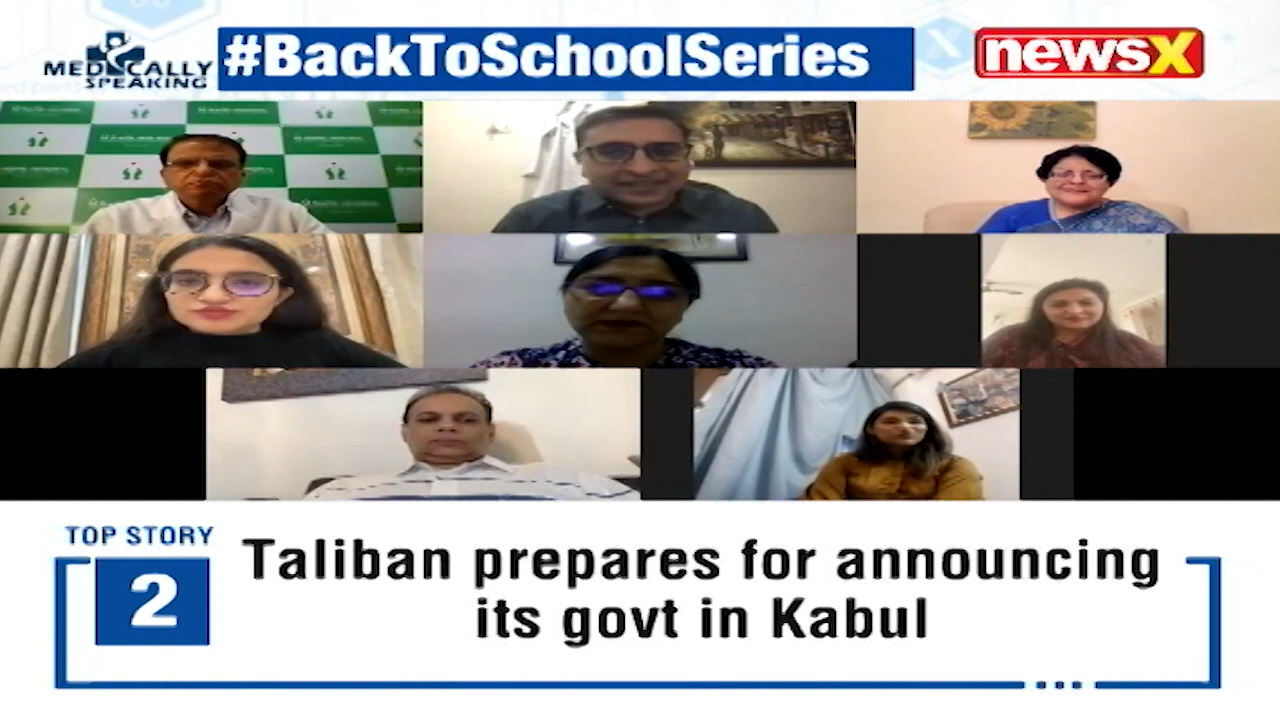 MEDICALLY
SPEAKING
#BackToSchoolSeries
newsX
TOP STORY
2
Taliban prepares for announcing
its govt in Kabul